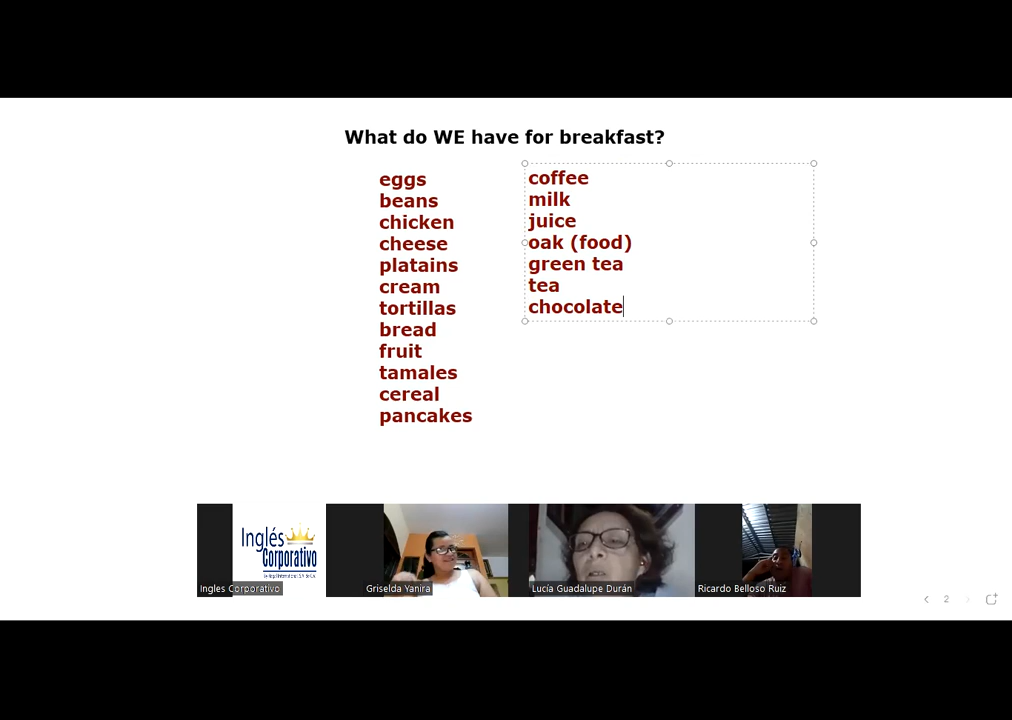 What do WE have for breakfast?
eggs
beans
chicken
cheese
platains
cream
tortillas
bread
fruit
tamales
cereal
pancakes
coffee
milk
juice
oak (food)
green tea
tea
chocolate
Inglés
Corporativo
Ingles Corporativo
Griselda Yanira
Lucía Guadalupe Durán
Ricardo Belloso Ruiz
2